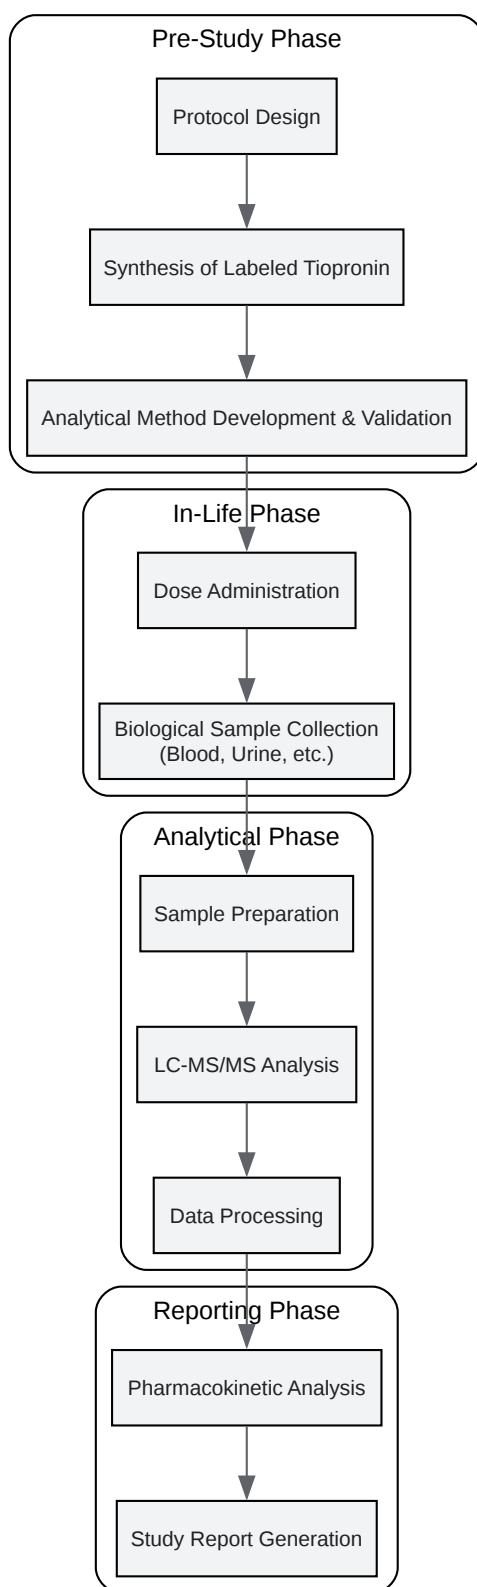 Pre-Study Phase
Protocol Design
Synthesis of Labeled Tiopronin
Analytical Method Development & Validation
In-Life Phase
Dose Administration
Biological Sample Collection
(Blood, Urine, etc.)
Analytical Phase
Sample Preparation
LC-MS/MS Analysis
Data Processing
Reporting Phase
Pharmacokinetic Analysis
Study Report Generation